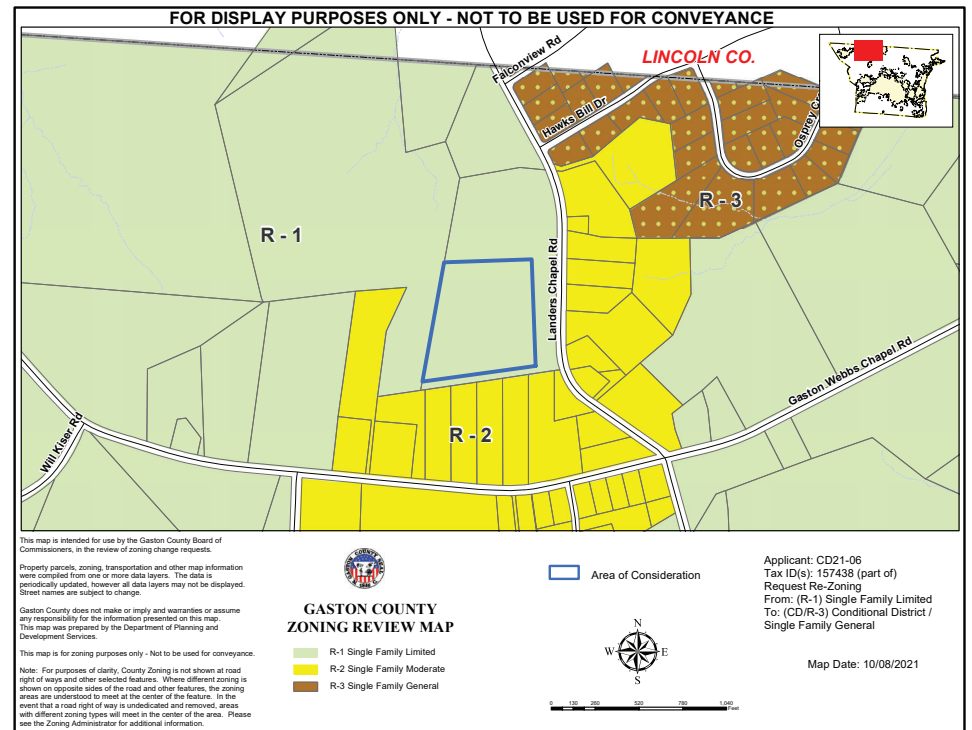 FOR DISPLAY PURPOSES ONLY - NOT TO BE USED FOR CONVEYANCE
LINCOLN CO.
Falconview Rd
Hawks Bill Dr
Osprey
R - 3
R - 1
Landers Chapel Rd
Gaston Webbs Chapel Rd
R - 2
Will Kiser Rd
This map is intended for use by the Gaston County Board of
Commissioners, in the review of zoning change requests.
Property parcels, zoning, transportation and other map information
were compiled from one or more data layers. The data is
periodically updated, however all data layers may not be displayed.
Street names are subject to change.
Gaston County does not make or imply and warranties or assume
any responsibility for the information presented on this map.
This map was prepared by the Department of Planning and
Development Services.
This map is for zoning purposes only - Not to be used for conveyance.
Note: For purposes of clarity, County Zoning is not shown at road
right of ways and other selected features. Where different zoning is
shown on opposite sides of the road and other features, the zoning
areas are understood to meet at the center of the feature. In the
event that a road right of way is undedicated and removed, areas
with different zoning types will meet in the center of the area. Please
see the Zoning Administrator for additional information.
GASTON COUNTY
ZONING REVIEW MAP
R-1 Single Family Limited
R-2 Single Family Moderate
R-3 Single Family General
Area of Consideration
N
W E
S
0 130 260 520 780 1,040
Feet
Applicant: CD21-06
Tax ID(s): 157438 (part of)
Request Re-Zoning
From: (R-1) Single Family Limited
To: (CD/R-3) Conditional District /
Single Family General
Map Date: 10/08/2021